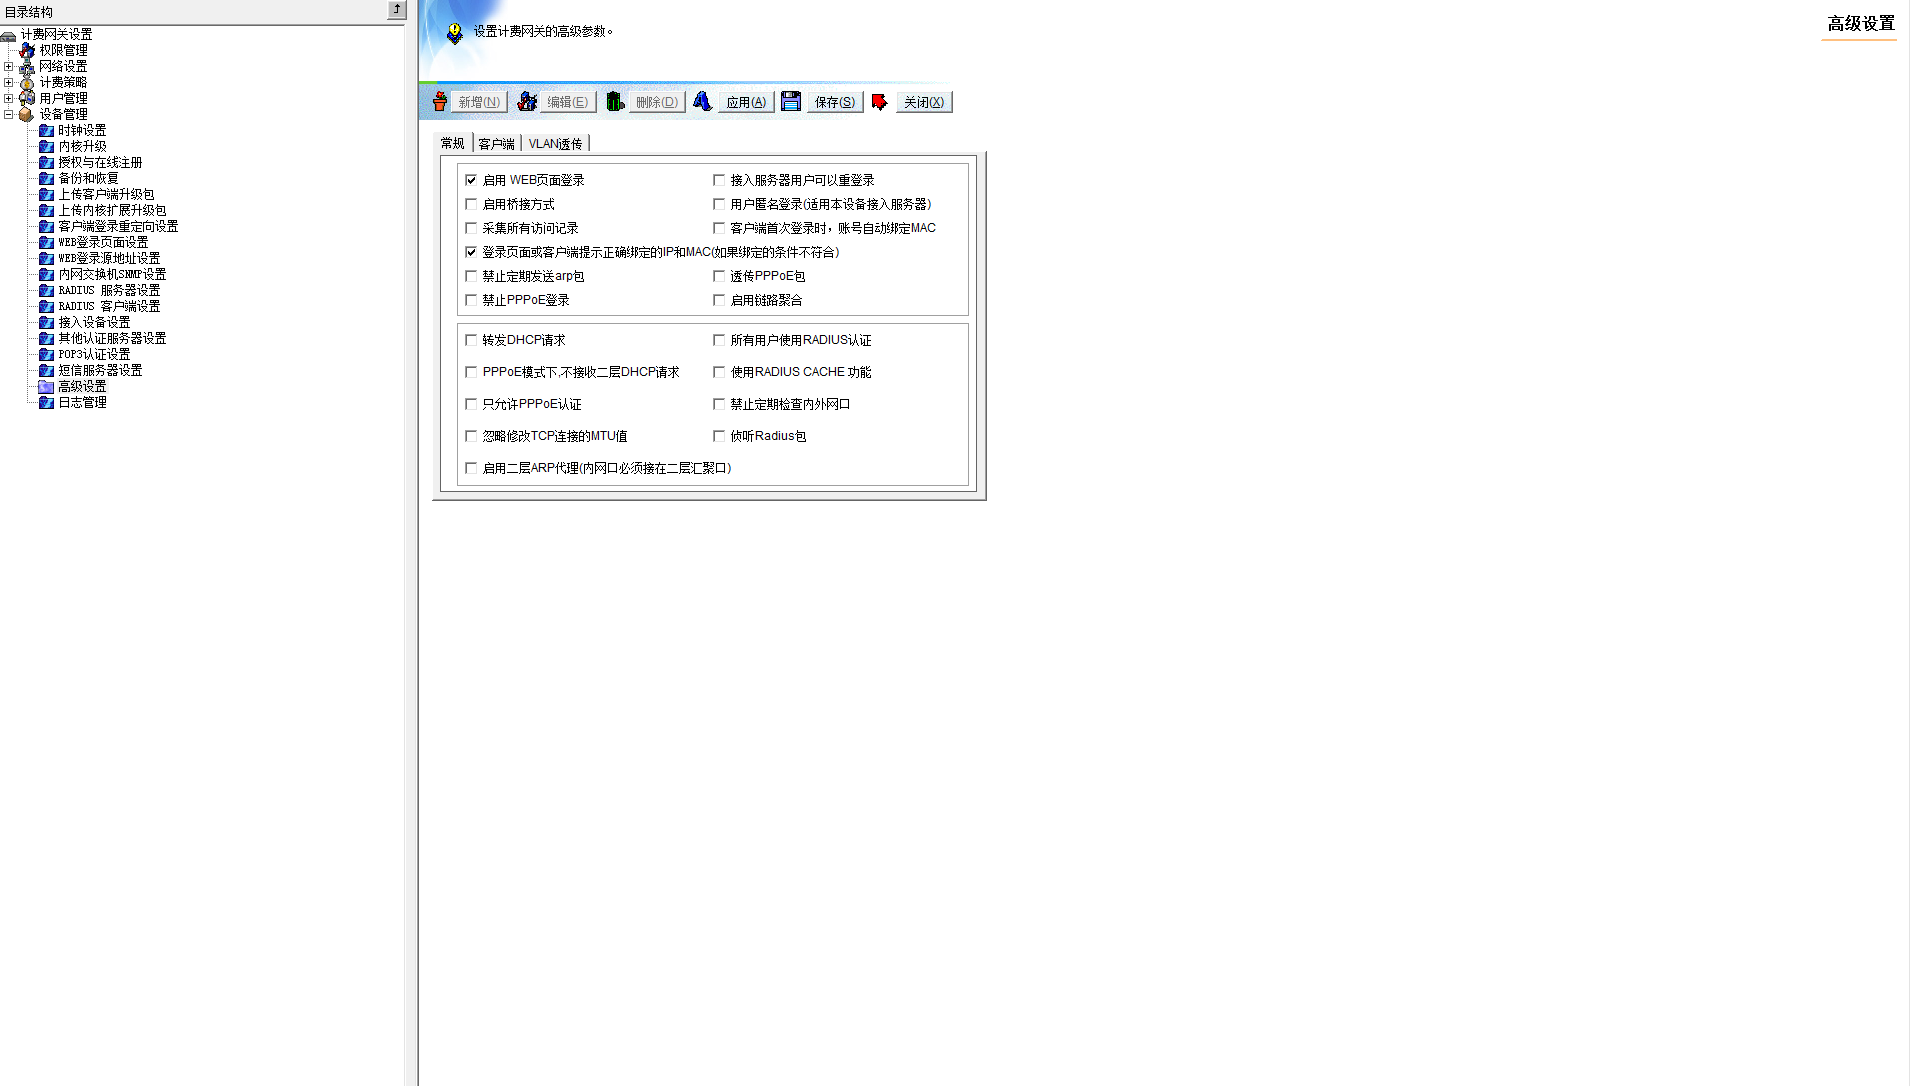 目录结构
计费网关设置
权限管理
网络设置
计费策略
用户管理
设备管理
时钟设置
内核升级
授权与在线注册
备份和恢复
上传客户端升级包
上传内核扩展升级包
客户端登录重定向设置
WEB登录页面设置
WEB登录源地址设置
内网交换机SNMP设置
RADIUS 服务器设置
RADIUS 客户端设置
接入设备设置
其他认证服务器设置
POP3认证设置
短信服务器设置
高级设置
日志管理
设置计费网关的高级参数。
高级设置
新增(N) 编辑(E) 删除(D) 应用(A) 保存(S) 关闭(X)
常规 客户端 VLAN透传
启用 WEB页面登录 接入服务器用户可以重登录
启用桥接方式 用户匿名登录(适用本设备接入服务器)
采集所有访问记录 客户端首次登录时，账号自动绑定MAC
登录页面或客户端提示正确绑定的IP和MAC(如果绑定的条件不符合)
禁止定期发送arp包 透传PPPoE包
禁止PPPoE登录 启用链路聚合
转发DHCP请求 所有用户使用RADIUS认证
PPPoE模式下,不接收二层DHCP请求 使用RADIUS CACHE 功能
只允许PPPoE认证 禁止定期检查内外网口
忽略修改TCP连接的MTU值 侦听Radius包
启用二层ARP代理(内网口必须接在二层汇聚口)